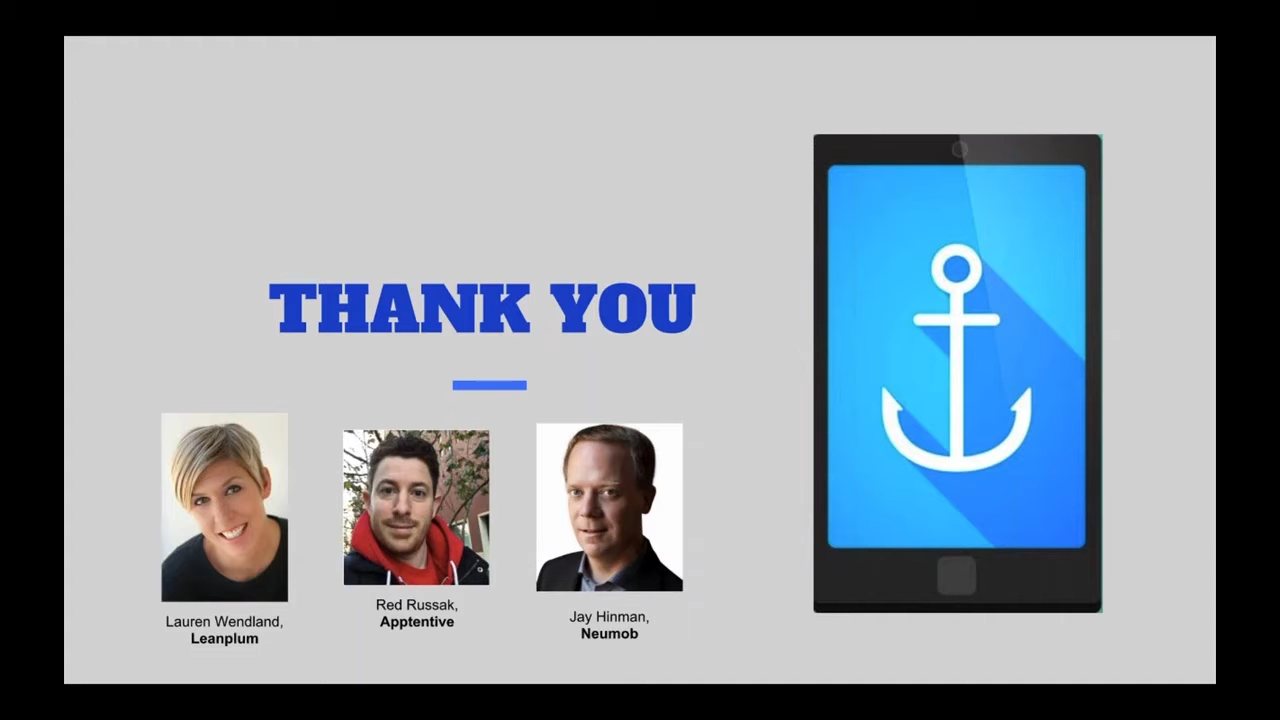 THANK YOU
Lauren Wendland,
Leanplum
Red Russak,
Apptentive
Jay Hinman,
Neumob